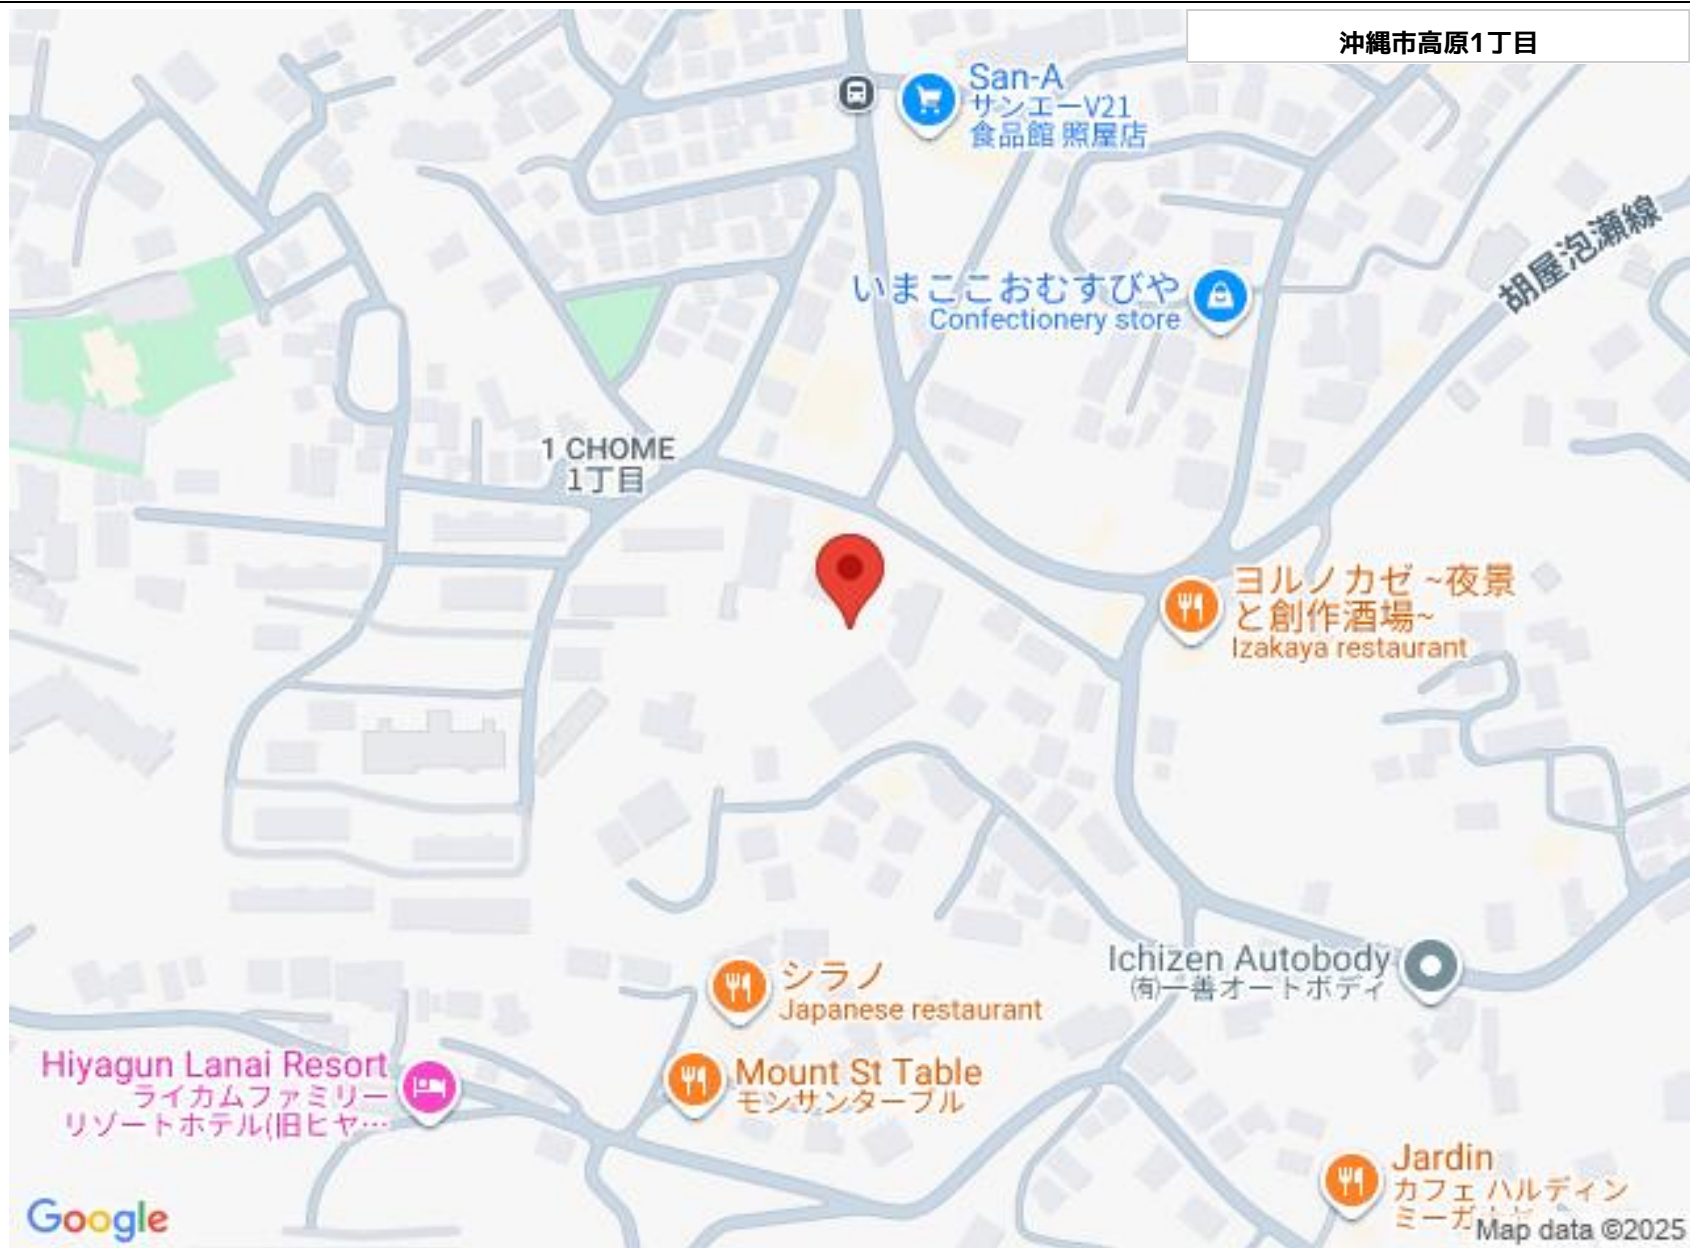 沖縄市高原1丁目
San-A
サンエーV21
食品館 照屋店
胡屋泡瀬線
いまここおむすびや
Confectionery store
1 CHOME
1丁目
ヨルノカゼ ~夜景
と創作酒場~
Izakaya restaurant
Ichizen Autobody
㈲一善オートボディ
シラノ
Japanese restaurant
Hiyagun Lanai Resort
ライカムファミリー
リゾートホテル(旧ヒヤ…
Mount St Table
モンサンターブル
Jardin
カフェ ハルディン
Google
Map data ©2025